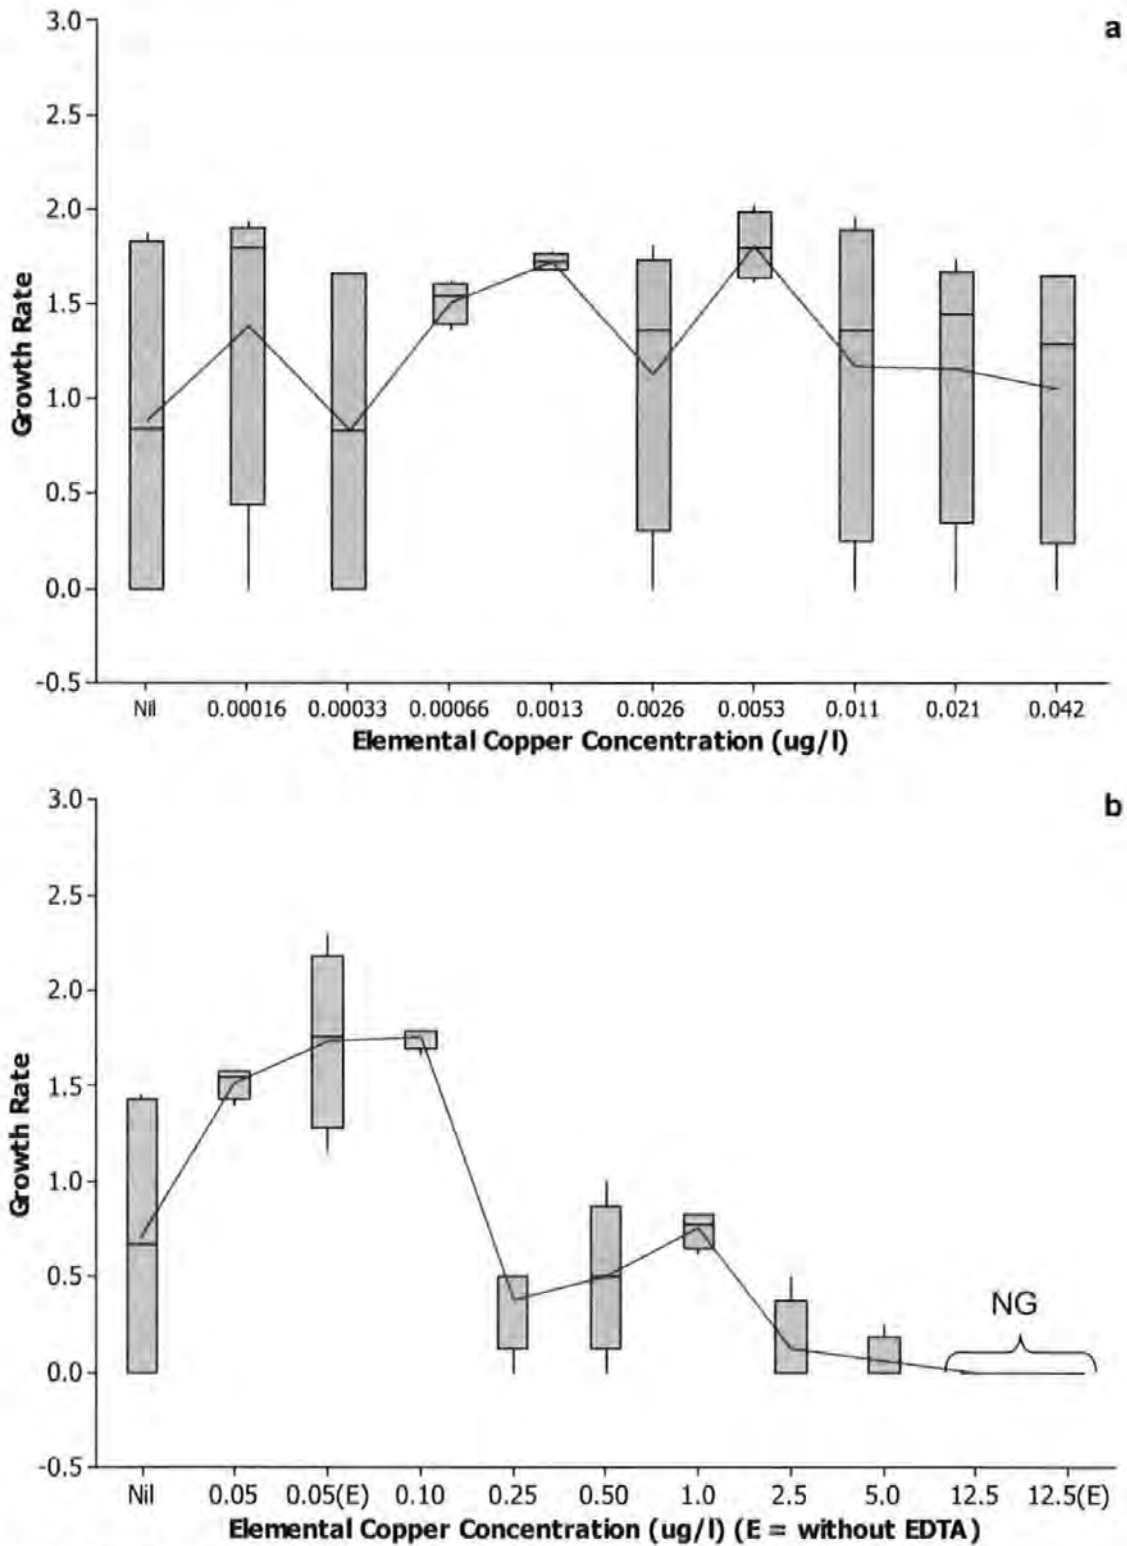 a
3.0
2.5
2.0
1.5
1.0
0.5
0.0
-0.5
Growth Rate
Nil 0.00016 0.00033 0.00066 0.0013 0.0026 0.0053 0.011 0.021 0.042
Elemental Copper Concentration (ug/l)
b
3.0
2.5
2.0
1.5
1.0
0.5
0.0
-0.5
Growth Rate
NG
Nil 0.05 0.05(E) 0.10 0.25 0.50 1.0 2.5 5.0 12.5 12.5(E)
Elemental Copper Concentration (ug/l) (E = without EDTA)